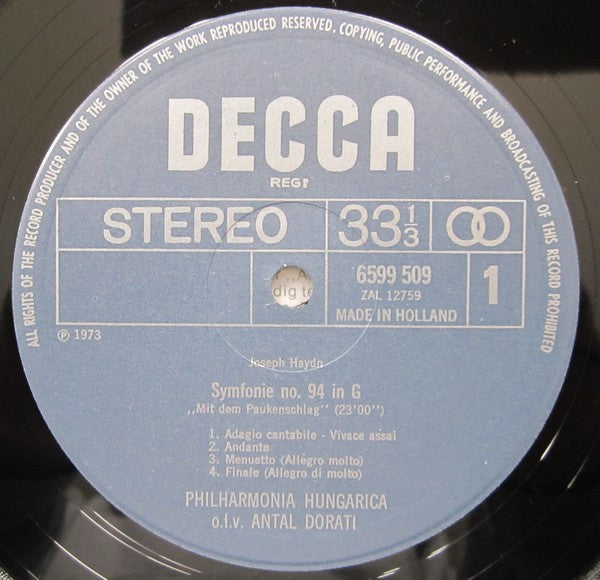 ALL RIGHTS OF THE RECORD PRODUCER AND OF THE OWNER OF THE WORK REPRODUCED RESERVED. COPYING, PUBLIC PERFORMANCE AND BROADCASTING OF THIS RECORD PROHIBITED
DECCA
REGD
STEREO 33 1/3
6599 509 1
ZAL 12759
MADE IN HOLLAND
℗ 1973
Joseph Haydn
Symfonie no. 94 in G
„Mit dem Paukenschlag” (23'00”)
1. Adagio cantabile - Vivace assai
2. Andante
3. Menuetto (Allegro molto)
4. Finale (Allegro di molto)
PHILHARMONIA HUNGARICA
o.l.v. ANTAL DORATI